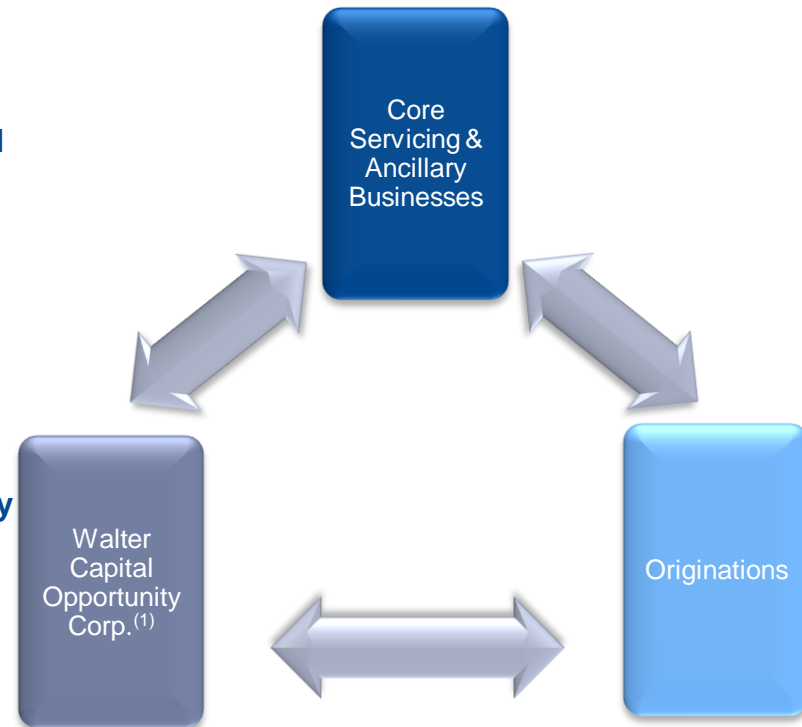 Core
Servicing &
Ancillary
Businesses
Walter
Capital
Opportunity
Corp.(1)
Originations